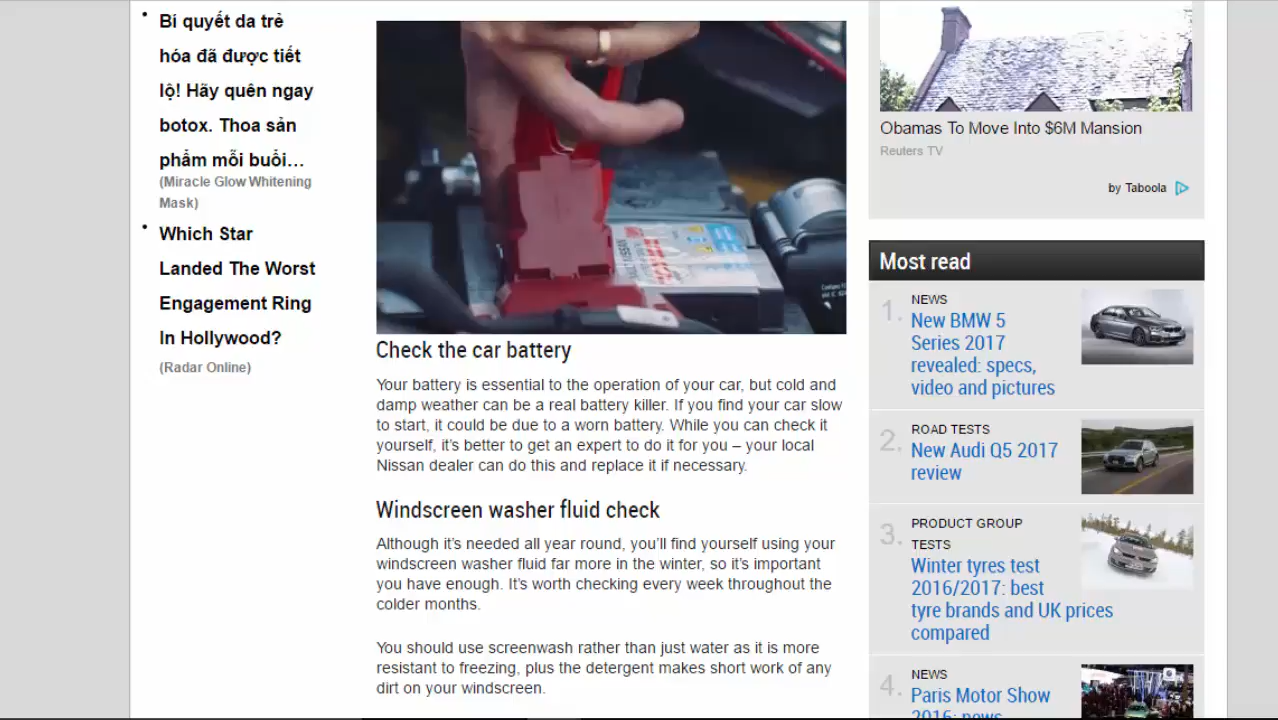 Bí quyết da trẻ
hóa đã được tiết
lộ! Hãy quên ngay
botox. Thoa sản
phẩm mỗi buổi...
(Miracle Glow Whitening
Mask)
Which Star
Landed The Worst
Engagement Ring
In Hollywood?
(Radar Online)
NISSAN
Check the car battery
Your battery is essential to the operation of your car, but cold and
damp weather can be a real battery killer. If you find your car slow
to start, it could be due to a worn battery. While you can check it
yourself, it's better to get an expert to do it for you – your local
Nissan dealer can do this and replace it if necessary.
Windscreen washer fluid check
Although it's needed all year round, you'll find yourself using your
windscreen washer fluid far more in the winter, so it's important
you have enough. It's worth checking every week throughout the
colder months.
You should use screenwash rather than just water as it is more
resistant to freezing, plus the detergent makes short work of any
dirt on your windscreen.
Obamas To Move Into $6M Mansion
Reuters TV
by Taboola
Most read
1.
NEWS
New BMW 5
Series 2017
revealed: specs,
video and pictures
2.
ROAD TESTS
New Audi Q5 2017
review
3.
PRODUCT GROUP
TESTS
Winter tyres test
2016/2017: best
tyre brands and UK prices
compared
4.
NEWS
Paris Motor Show
2016: news